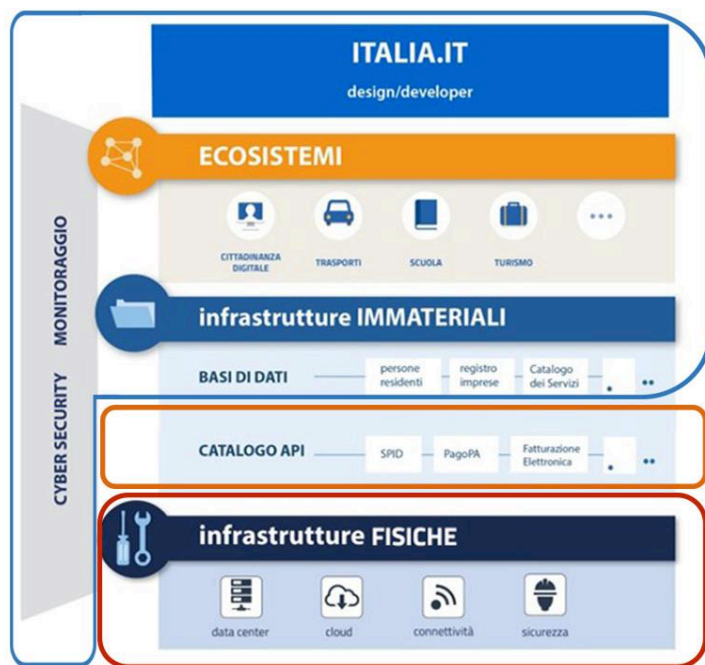 ITALIA.IT
design/developer
ECOSISTEMI
CITTADINANZA
DIGITALE
TRASPORTI
SCUOLA
TURISMO
infrastrutture IMMATERIALI
BASI DI DATI
persone
residenti
registro
imprese
Catalogo
dei Servizi
CATALOGO API
SPID
PagoPA
Fatturazione
Elettronica
infrastrutture FISICHE
data center
cloud
connettività
sicurezza
CYBER SECURITY MONITORAGGIO